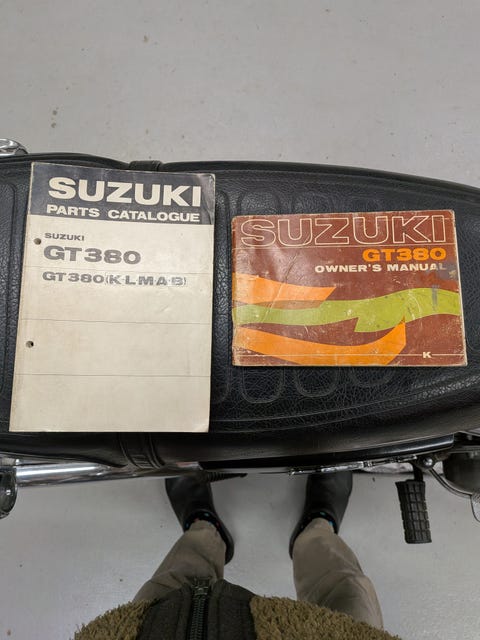 SUZUKI
PARTS CATALOGUE
SUZUKI
GT380
GT380(K·L·M·A·B)
SUZUKI
GT380
OWNER'S MANUAL
K